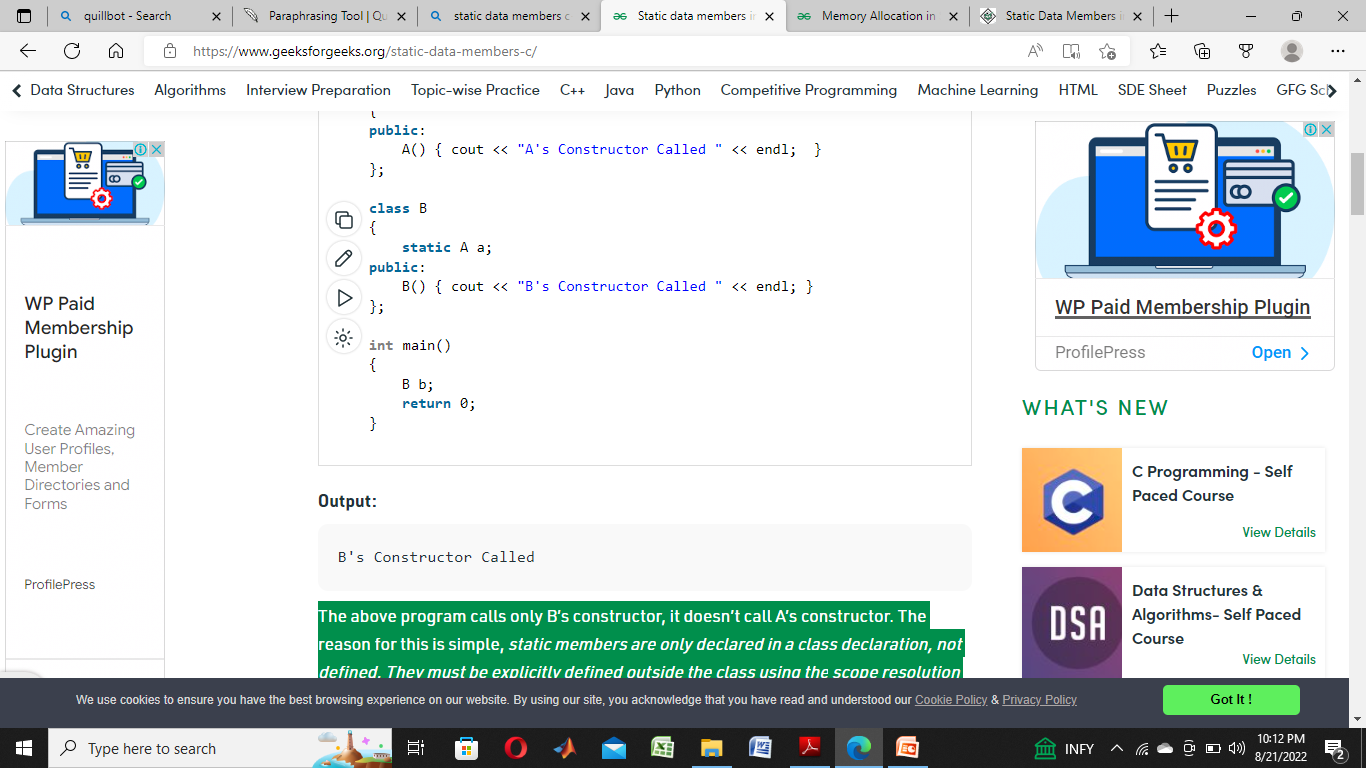 quillbot - Search
Paraphrasing Tool | Qu
static data members c
Static data members i
Memory Allocation in
Static Data Members i
https://www.geeksforgeeks.org/static-data-members-c/
Data Structures Algorithms Interview Preparation Topic-wise Practice C++ Java Python Competitive Programming Machine Learning HTML SDE Sheet Puzzles GFG Sc
{
public:
A() { cout << "A's Constructor Called " << endl;  }
};
class B
{
static A a;
public:
B() { cout << "B's Constructor Called " << endl; }
};
int main()
{
B b;
return 0;
}
Output:
B's Constructor Called
The above program calls only B’s constructor, it doesn’t call A’s constructor. The
reason for this is simple, static members are only declared in a class declaration, not
defined. They must be explicitly defined outside the class using the scope resolution
WP Paid
Membership
Plugin
Create Amazing
User Profiles,
Member
Directories and
Forms
ProfilePress
WP Paid Membership Plugin
ProfilePress
Open
WHAT'S NEW
C Programming - Self
Paced Course
View Details
DSA
Data Structures &
Algorithms- Self Paced
Course
View Details
We use cookies to ensure you have the best browsing experience on our website. By using our site, you acknowledge that you have read and understood our Cookie Policy & Privacy Policy
Got It !
Type here to search
INFY
10:12 PM
8/21/2022
2